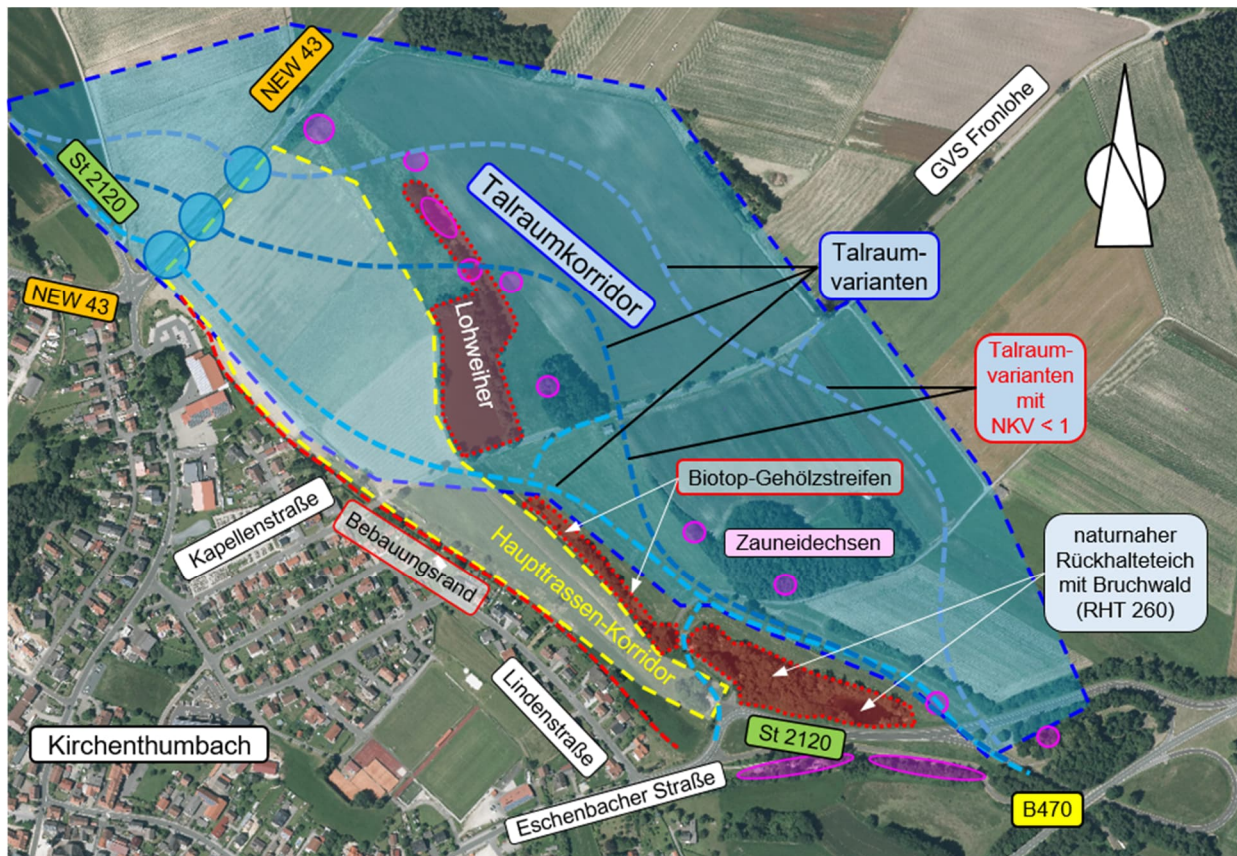 NEW 43
St 2120
GVS Fronlohe
Talraumkorridor
Talraum-
varianten
NEW 43
Lohweiher
Talraum-
varianten
mit
NKV < 1
Biotop-Gehölzstreifen
Kapellenstraße
Bebauungsrand
Haupttrassen-Korridor
Zauneidechsen
naturnaher
Rückhalteteich
mit Bruchwald
(RHT 260)
Lindenstraße
Kirchenthumbach
St 2120
Eschenbacher Straße
B470